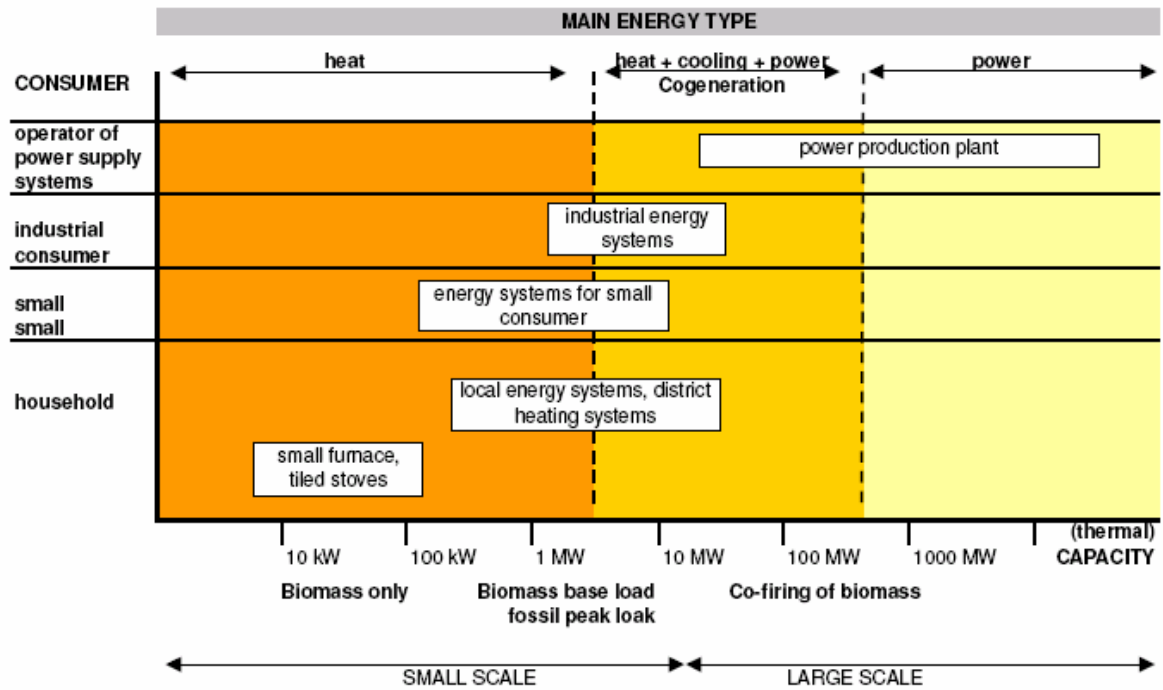 MAIN ENERGY TYPE
heat
heat + cooling + power
Cogeneration
power
CONSUMER
operator of
power supply
systems
power production plant
industrial
consumer
industrial energy
systems
small
small
energy systems for small
consumer
household
local energy systems, district
heating systems
small furnace,
tiled stoves
(thermal)
10 kW
100 kW
1 MW
10 MW
100 MW
1000 MW
CAPACITY
Biomass only
Biomass base load
fossil peak loak
Co-firing of biomass
SMALL SCALE
LARGE SCALE